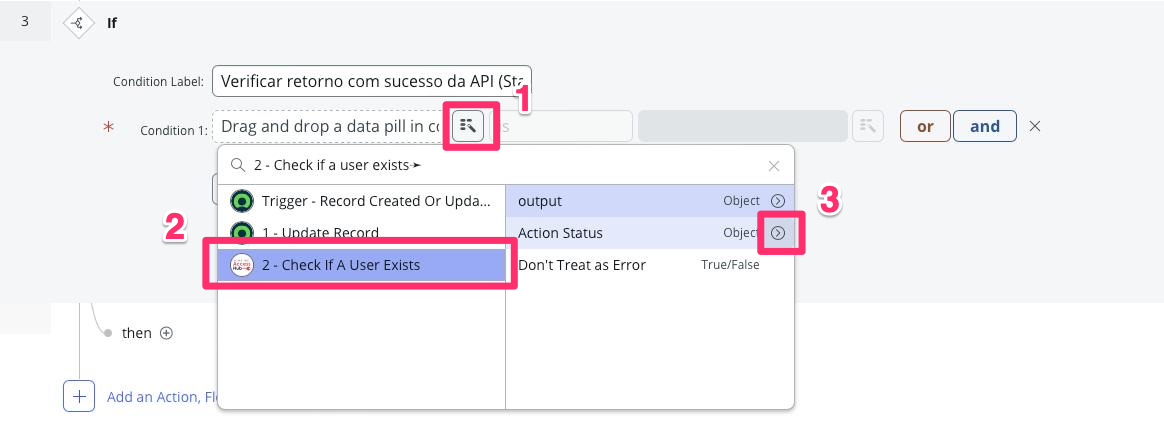 3
If
Condition Label: Verificar retorno com sucesso da API (Sta
1
* Condition 1: Drag and drop a data pill in co is or and
2 - Check if a user exists
Trigger - Record Created Or Upda... output Object
3
2
1 - Update Record Action Status Object
2 - Check If A User Exists Don't Treat as Error True/False
then
Add an Action, Fl